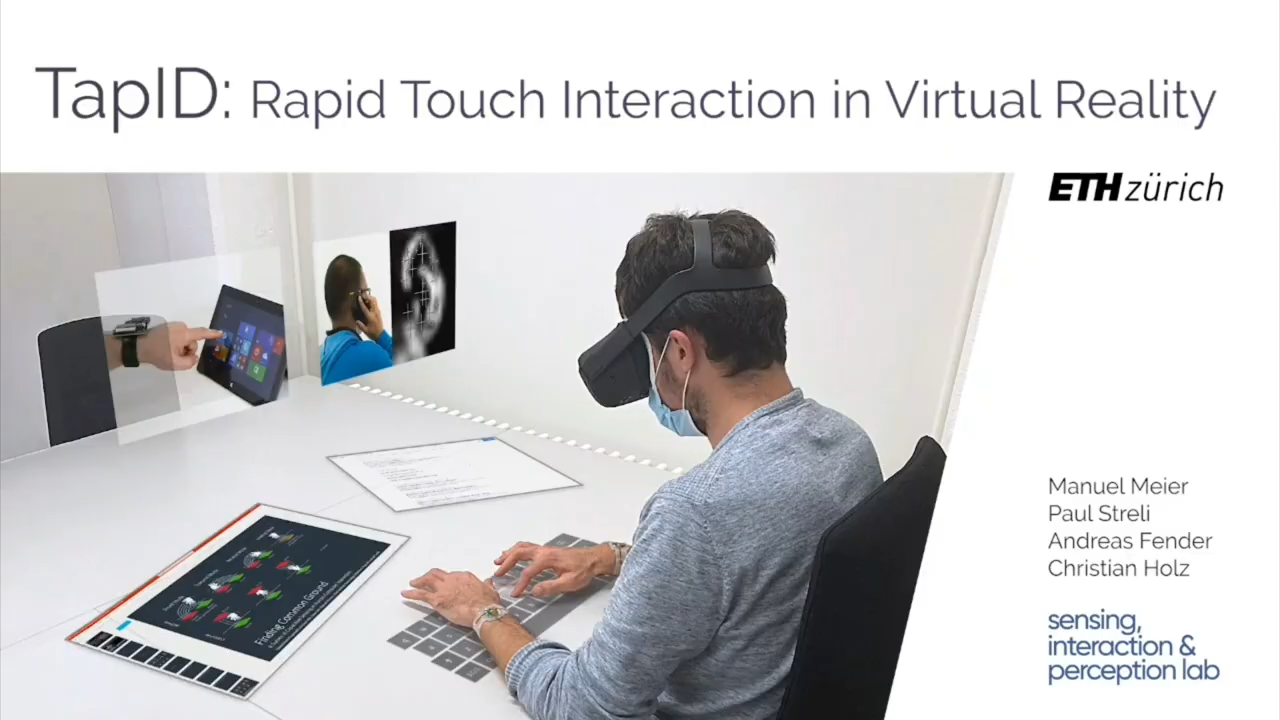 TapID: Rapid Touch Interaction in Virtual Reality
ETH zürich
Finding Common Ground
Manuel Meier
Paul Streli
Andreas Fender
Christian Holz
sensing,
interaction &
perception lab